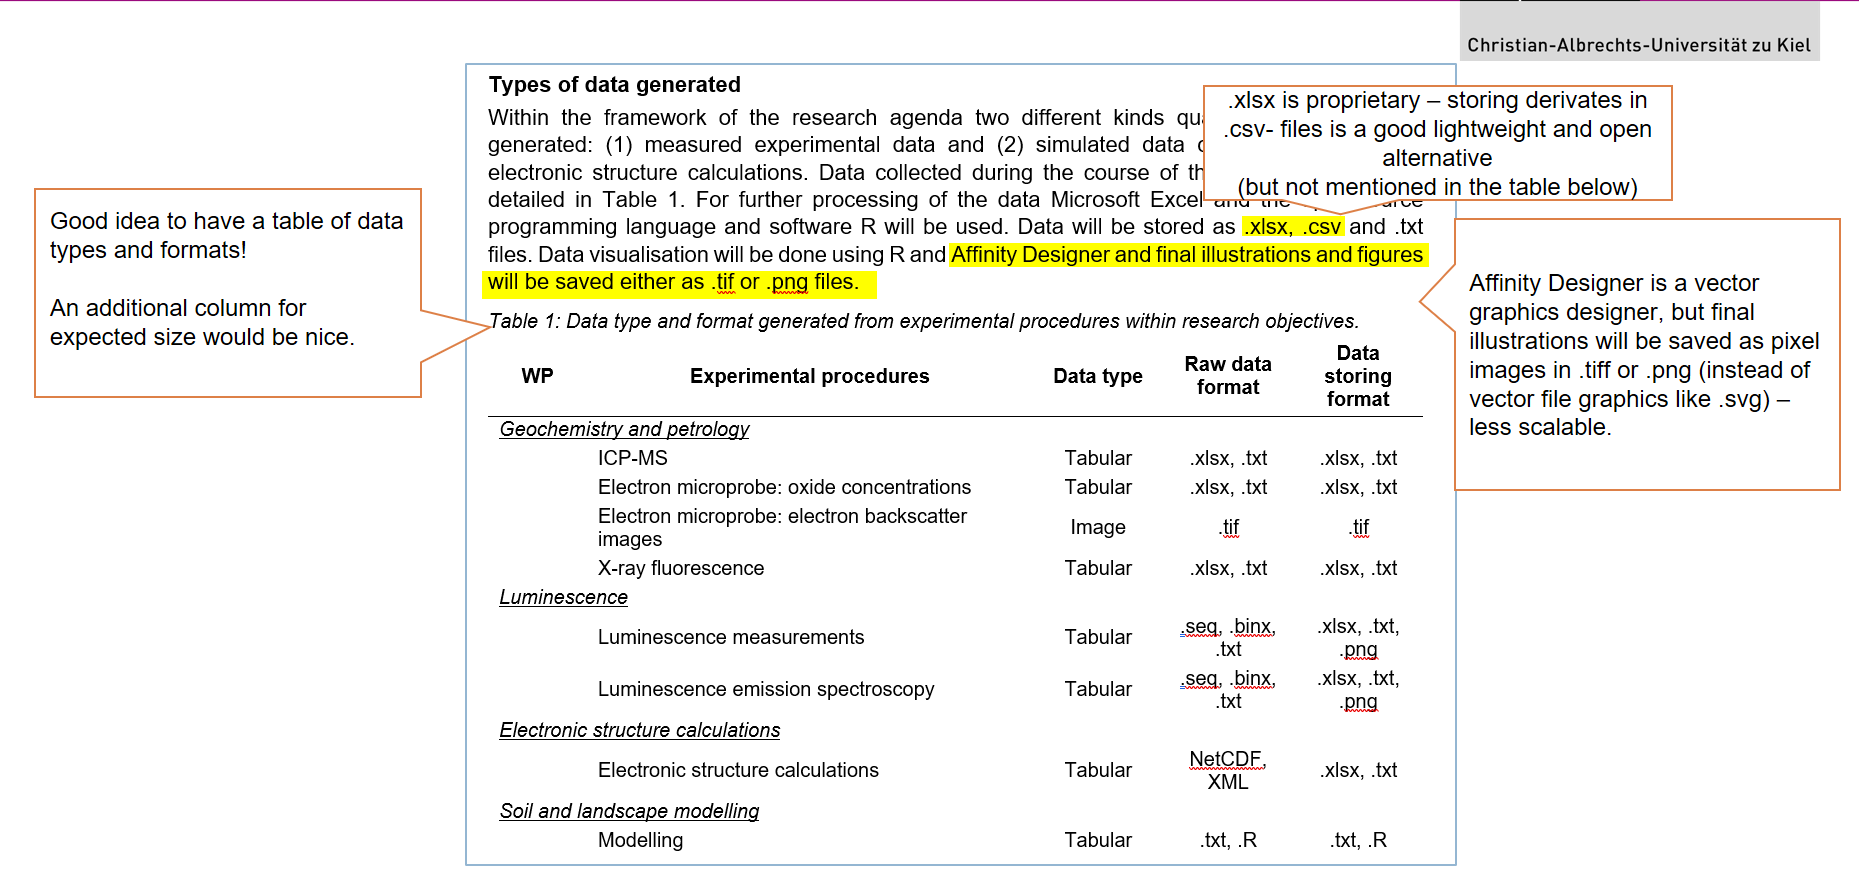 Christian-Albrechts-Universität zu Kiel
Types of data generated
Within the framework of the research agenda two different kinds
generated: (1) measured experimental data and (2) simulated data
electronic structure calculations. Data collected during the course of
detailed in Table 1. For further processing of the data Microsoft Excel and the
programming language and software R will be used. Data will be stored as .xlsx, .csv and .txt
files. Data visualisation will be done using R and Affinity Designer and final illustrations and figures
will be saved either as .tif or .png files.
.xlsx is proprietary – storing derivates in
.csv- files is a good lightweight and open
alternative
(but not mentioned in the table below)
Good idea to have a table of data
types and formats!
An additional column for
expected size would be nice.
Affinity Designer is a vector
graphics designer, but final
illustrations will be saved as pixel
images in .tiff or .png (instead of
vector file graphics like .svg) –
less scalable.
Table 1: Data type and format generated from experimental procedures within research objectives.
WP Experimental procedures Data type Raw data format Data storing format
Geochemistry and petrology
ICP-MS Tabular .xlsx, .txt .xlsx, .txt
Electron microprobe: oxide concentrations Tabular .xlsx, .txt .xlsx, .txt
Electron microprobe: electron backscatter
images Image .tif .tif
X-ray fluorescence Tabular .xlsx, .txt .xlsx, .txt
Luminescence
Luminescence measurements Tabular .seq, .binx, .txt .xlsx, .txt, .png
Luminescence emission spectroscopy Tabular .seq, .binx, .txt .xlsx, .txt, .png
Electronic structure calculations
Electronic structure calculations Tabular NetCDF, XML .xlsx, .txt
Soil and landscape modelling
Modelling Tabular .txt, .R .txt, .R